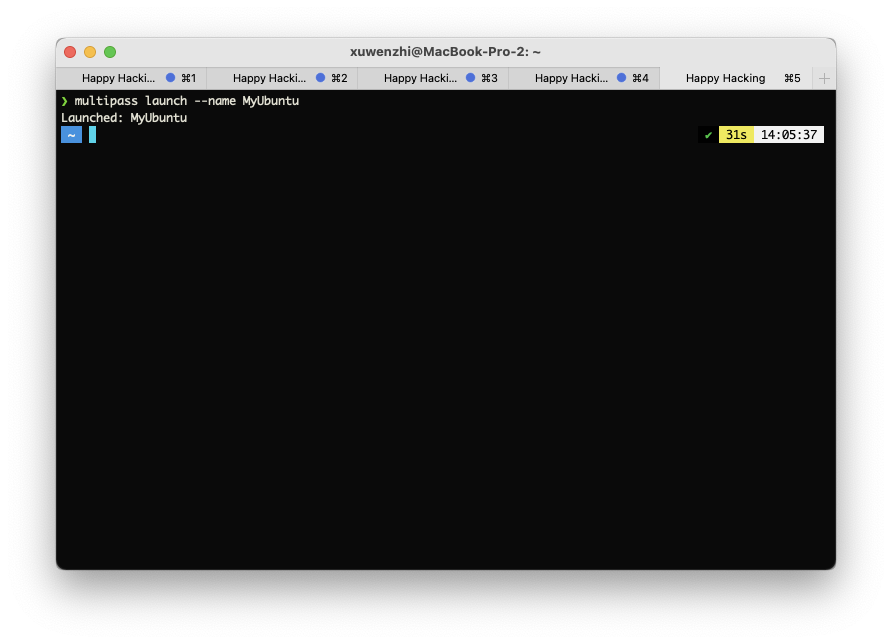 xuwenzhi@MacBook-Pro-2: ~
Happy Hacki... ⌘1 Happy Hacki... ⌘2 Happy Hacki... ⌘3 Happy Hacki... ⌘4 Happy Hacking ⌘5
❯ multipass launch --name MyUbuntu
Launched: MyUbuntu
~ ✔ 31s 14:05:37